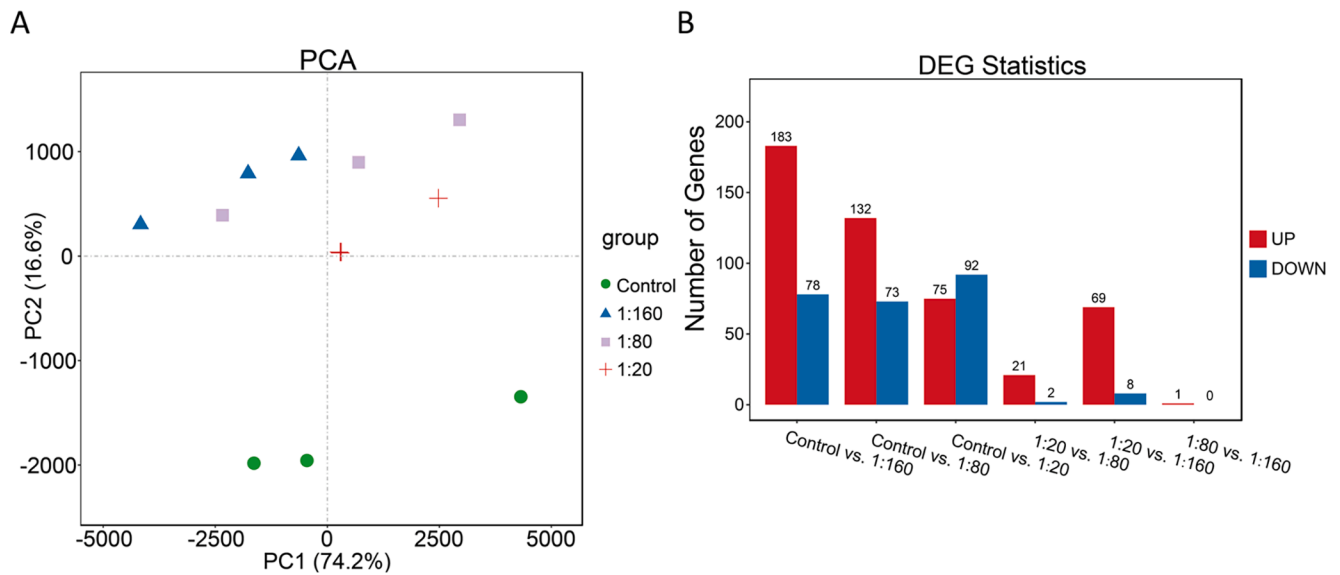 A
PCA
PC2 (16.6%)
1000
0
-1000
-2000
-5000
-2500
0
2500
5000
PC1 (74.2%)
group
Control
1:160
1:80
1:20
B
DEG Statistics
Number of Genes
200
150
100
50
0
183
78
132
73
75
92
21
2
69
8
1
0
Control vs. 1:160
Control vs. 1:80
Control vs. 1:20
1:20 vs. 1:80
1:20 vs. 1:160
1:80 vs. 1:160
UP
DOWN